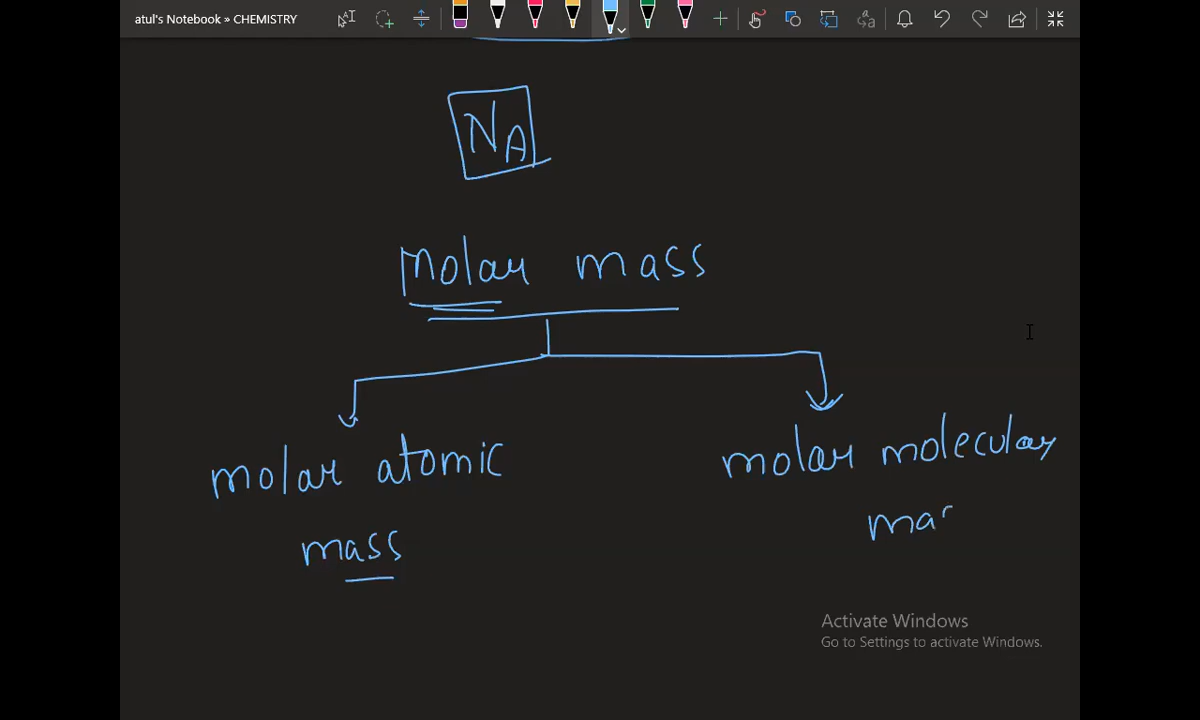 atul's Notebook » CHEMISTRY
NA
Molar mass
molar atomic
mass
molar molecular
mas
Activate Windows
Go to Settings to activate Windows.